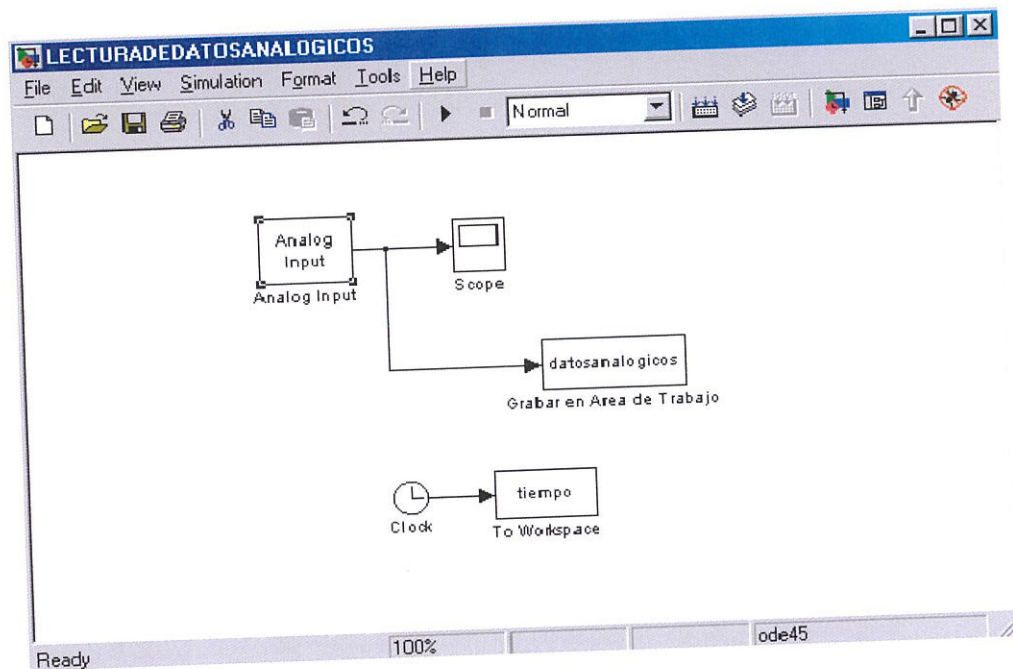 LECTURADEDATOSANALOGICOS
File Edit View Simulation Format Tools Help
Normal
Analog
Input
Analog Input
Scope
datosanalogicos
Grabar en Area de Trabajo
tiempo
Clock
To Workspace
Ready 100% ode45